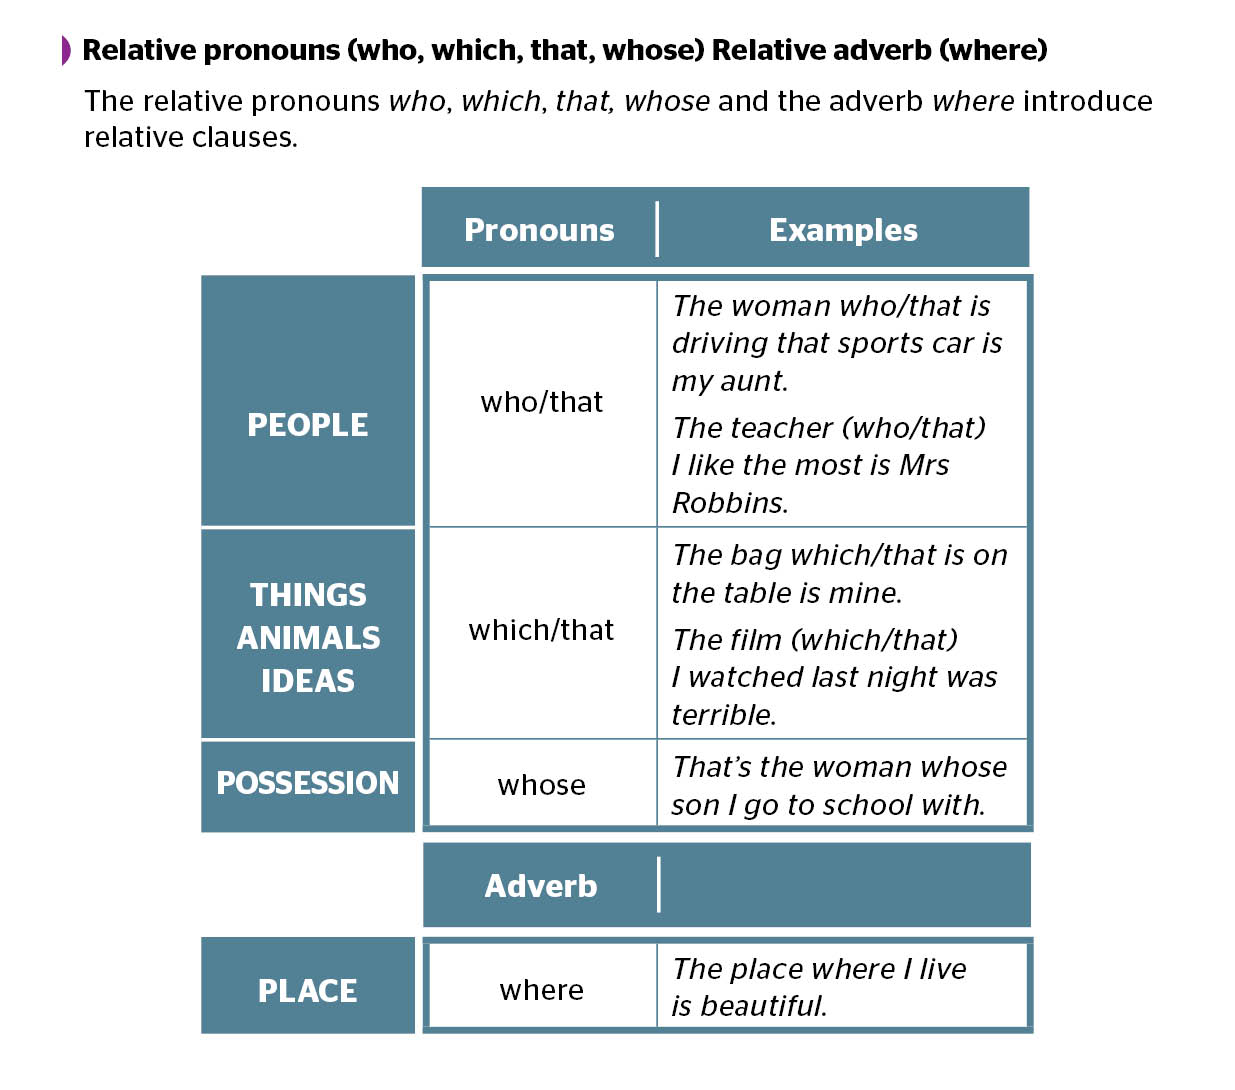 Relative pronouns (who, which, that, whose) Relative adverb (where)
The relative pronouns who, which, that, whose and the adverb where introduce
relative clauses.
Pronouns
Examples
PEOPLE
who/that
The woman who/that is
driving that sports car is
my aunt.
The teacher (who/that)
I like the most is Mrs
Robbins.
THINGS
ANIMALS
IDEAS
which/that
The bag which/that is on
the table is mine.
The film (which/that)
I watched last night was
terrible.
POSSESSION
whose
That's the woman whose
son I go to school with.
Adverb
PLACE
where
The place where I live
is beautiful.